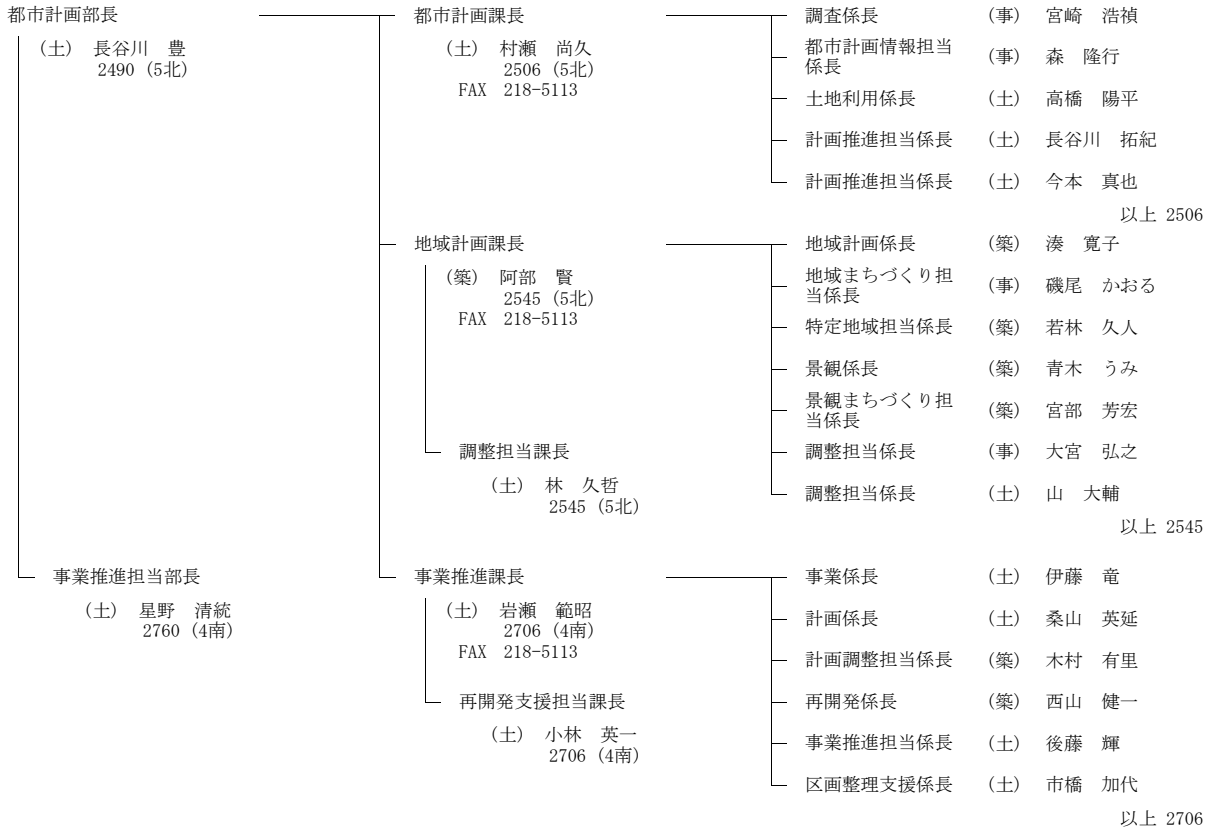 都市計画部長
(土) 長谷川 豊
2490 (5北)
都市計画課長
(土) 村瀬 尚久
2506 (5北)
FAX 218-5113
調査係長 (事) 宮崎 浩禎
都市計画情報担当
係長 (事) 森 隆行
土地利用係長 (土) 高橋 陽平
計画推進担当係長 (土) 長谷川 拓紀
計画推進担当係長 (土) 今本 真也
以上 2506
地域計画課長
(築) 阿部 賢
2545 (5北)
FAX 218-5113
調整担当課長
(土) 林 久哲
2545 (5北)
地域計画係長 (築) 湊 寛子
地域まちづくり担
当係長 (事) 磯尾 かおる
特定地域担当係長 (築) 若林 久人
景観係長 (築) 青木 うみ
景観まちづくり担
当係長 (築) 宮部 芳宏
調整担当係長 (事) 大宮 弘之
調整担当係長 (土) 山 大輔
以上 2545
事業推進担当部長
(土) 星野 清統
2760 (4南)
事業推進課長
(土) 岩瀬 範昭
2706 (4南)
FAX 218-5113
再開発支援担当課長
(土) 小林 英一
2706 (4南)
事業係長 (土) 伊藤 竜
計画係長 (土) 桑山 英延
計画調整担当係長 (築) 木村 有里
再開発係長 (築) 西山 健一
事業推進担当係長 (土) 後藤 輝
区画整理支援係長 (土) 市橋 加代
以上 2706